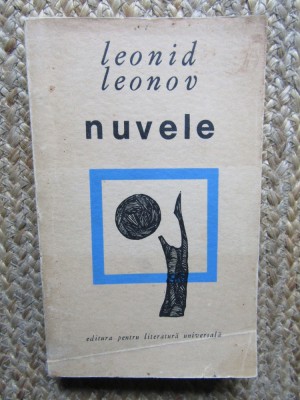 leonid
leonov
nuvele
editura pentru literatură universală